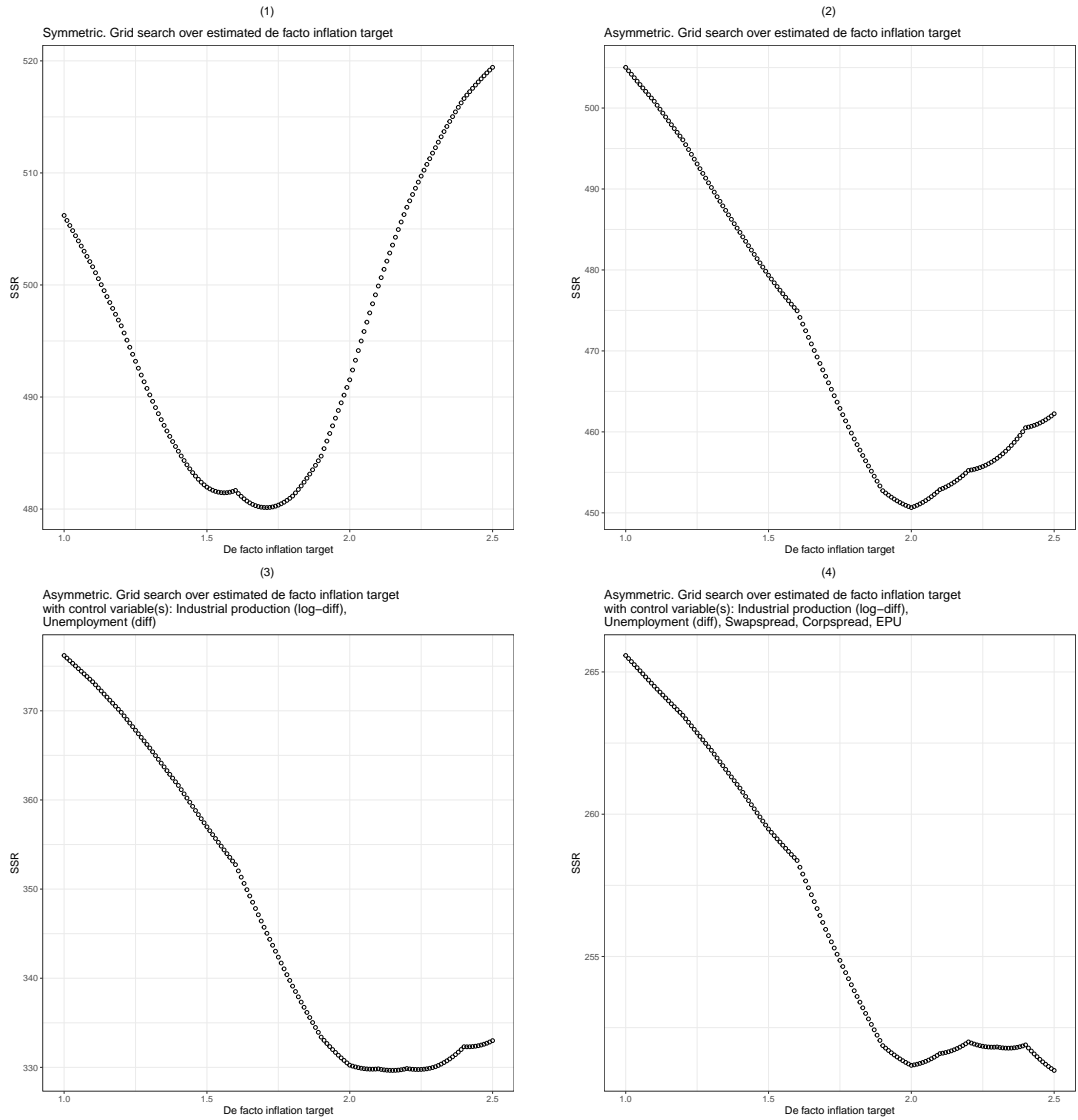 (1)
Symmetric. Grid search over estimated de facto inflation target
520
510
500
490
480
SSR
1.0 1.5 2.0 2.5
De facto inflation target
(2)
Asymmetric. Grid search over estimated de facto inflation target
500
490
480
470
460
450
SSR
1.0 1.5 2.0 2.5
De facto inflation target
(3)
Asymmetric. Grid search over estimated de facto inflation target
with control variable(s): Industrial production (log−diff),
Unemployment (diff)
370
360
350
340
330
SSR
1.0 1.5 2.0 2.5
De facto inflation target
(4)
Asymmetric. Grid search over estimated de facto inflation target
with control variable(s): Industrial production (log−diff),
Unemployment (diff), Swapspread, Corpspread, EPU
265
260
255
SSR
1.0 1.5 2.0 2.5
De facto inflation target